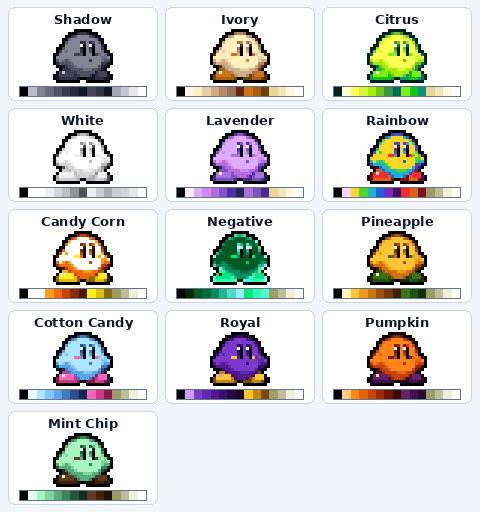 Shadow
Ivory
Citrus
White
Lavender
Rainbow
Candy Corn
Negative
Pineapple
Cotton Candy
Royal
Pumpkin
Mint Chip